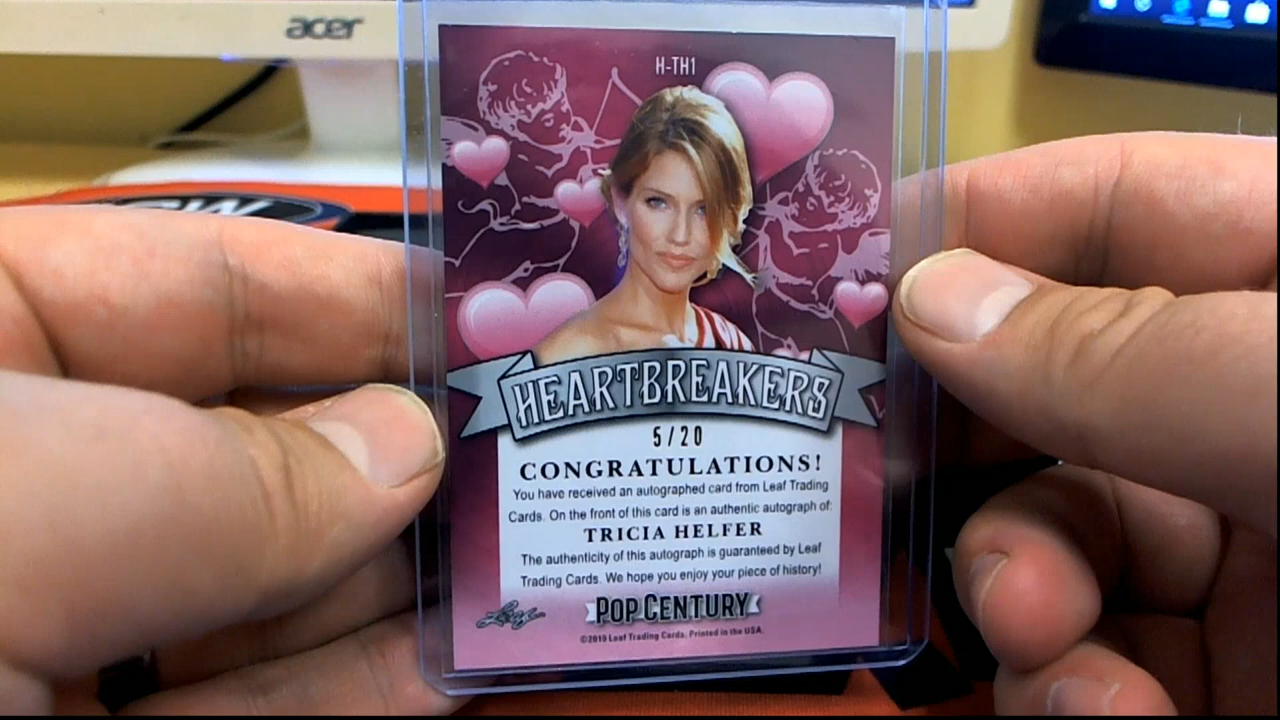 acer
H-TH1
HEARTBREAKERS
5/20
CONGRATULATIONS!
You have received an autographed card from Leaf Trading
Cards. On the front of this card is an authentic autograph of:
TRICIA HELFER
The authenticity of this autograph is guaranteed by Leaf
Trading Cards. We hope you enjoy your piece of history!
Leaf
POP CENTURY
©2019 Leaf Trading Cards. Printed in the USA.